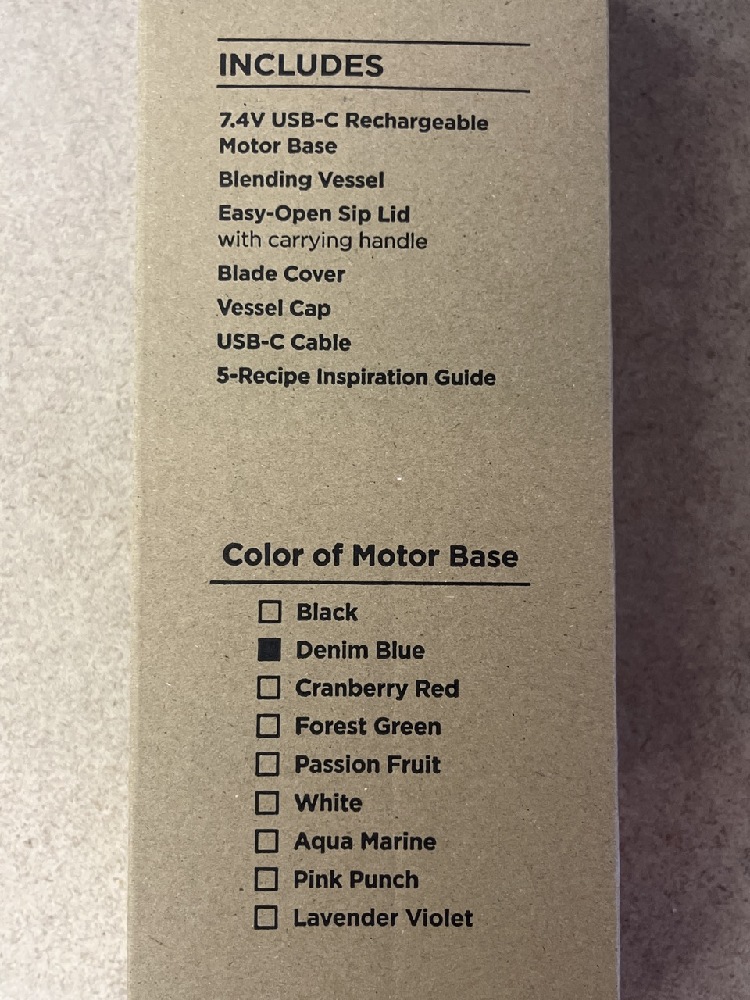 INCLUDES
7.4V USB-C Rechargeable
Motor Base
Blending Vessel
Easy-Open Sip Lid
with carrying handle
Blade Cover
Vessel Cap
USB-C Cable
5-Recipe Inspiration Guide
Color of Motor Base
Black
Denim Blue
Cranberry Red
Forest Green
Passion Fruit
White
Aqua Marine
Pink Punch
Lavender Violet